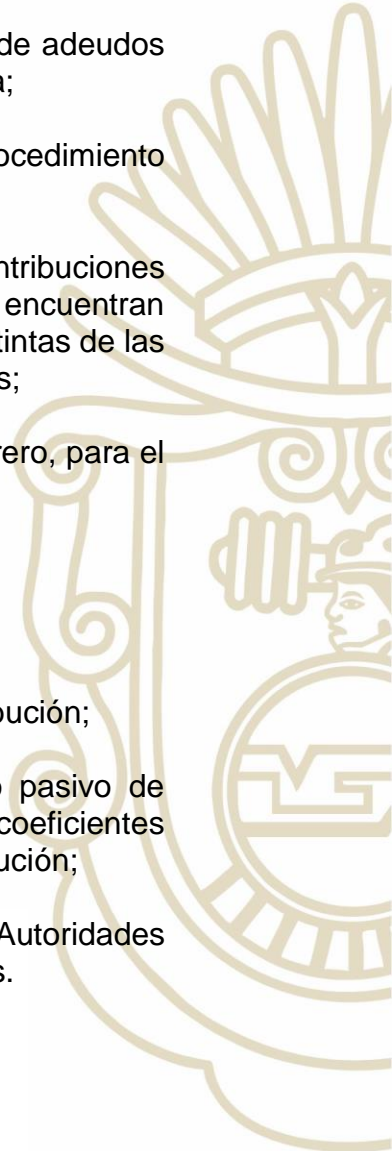 de adeudos
a;
ocedimiento
ntribuciones
encuentran
tintas de las
s;
rero, para el
bución;
o pasivo de
coeficientes
ución;
Autoridades
s.